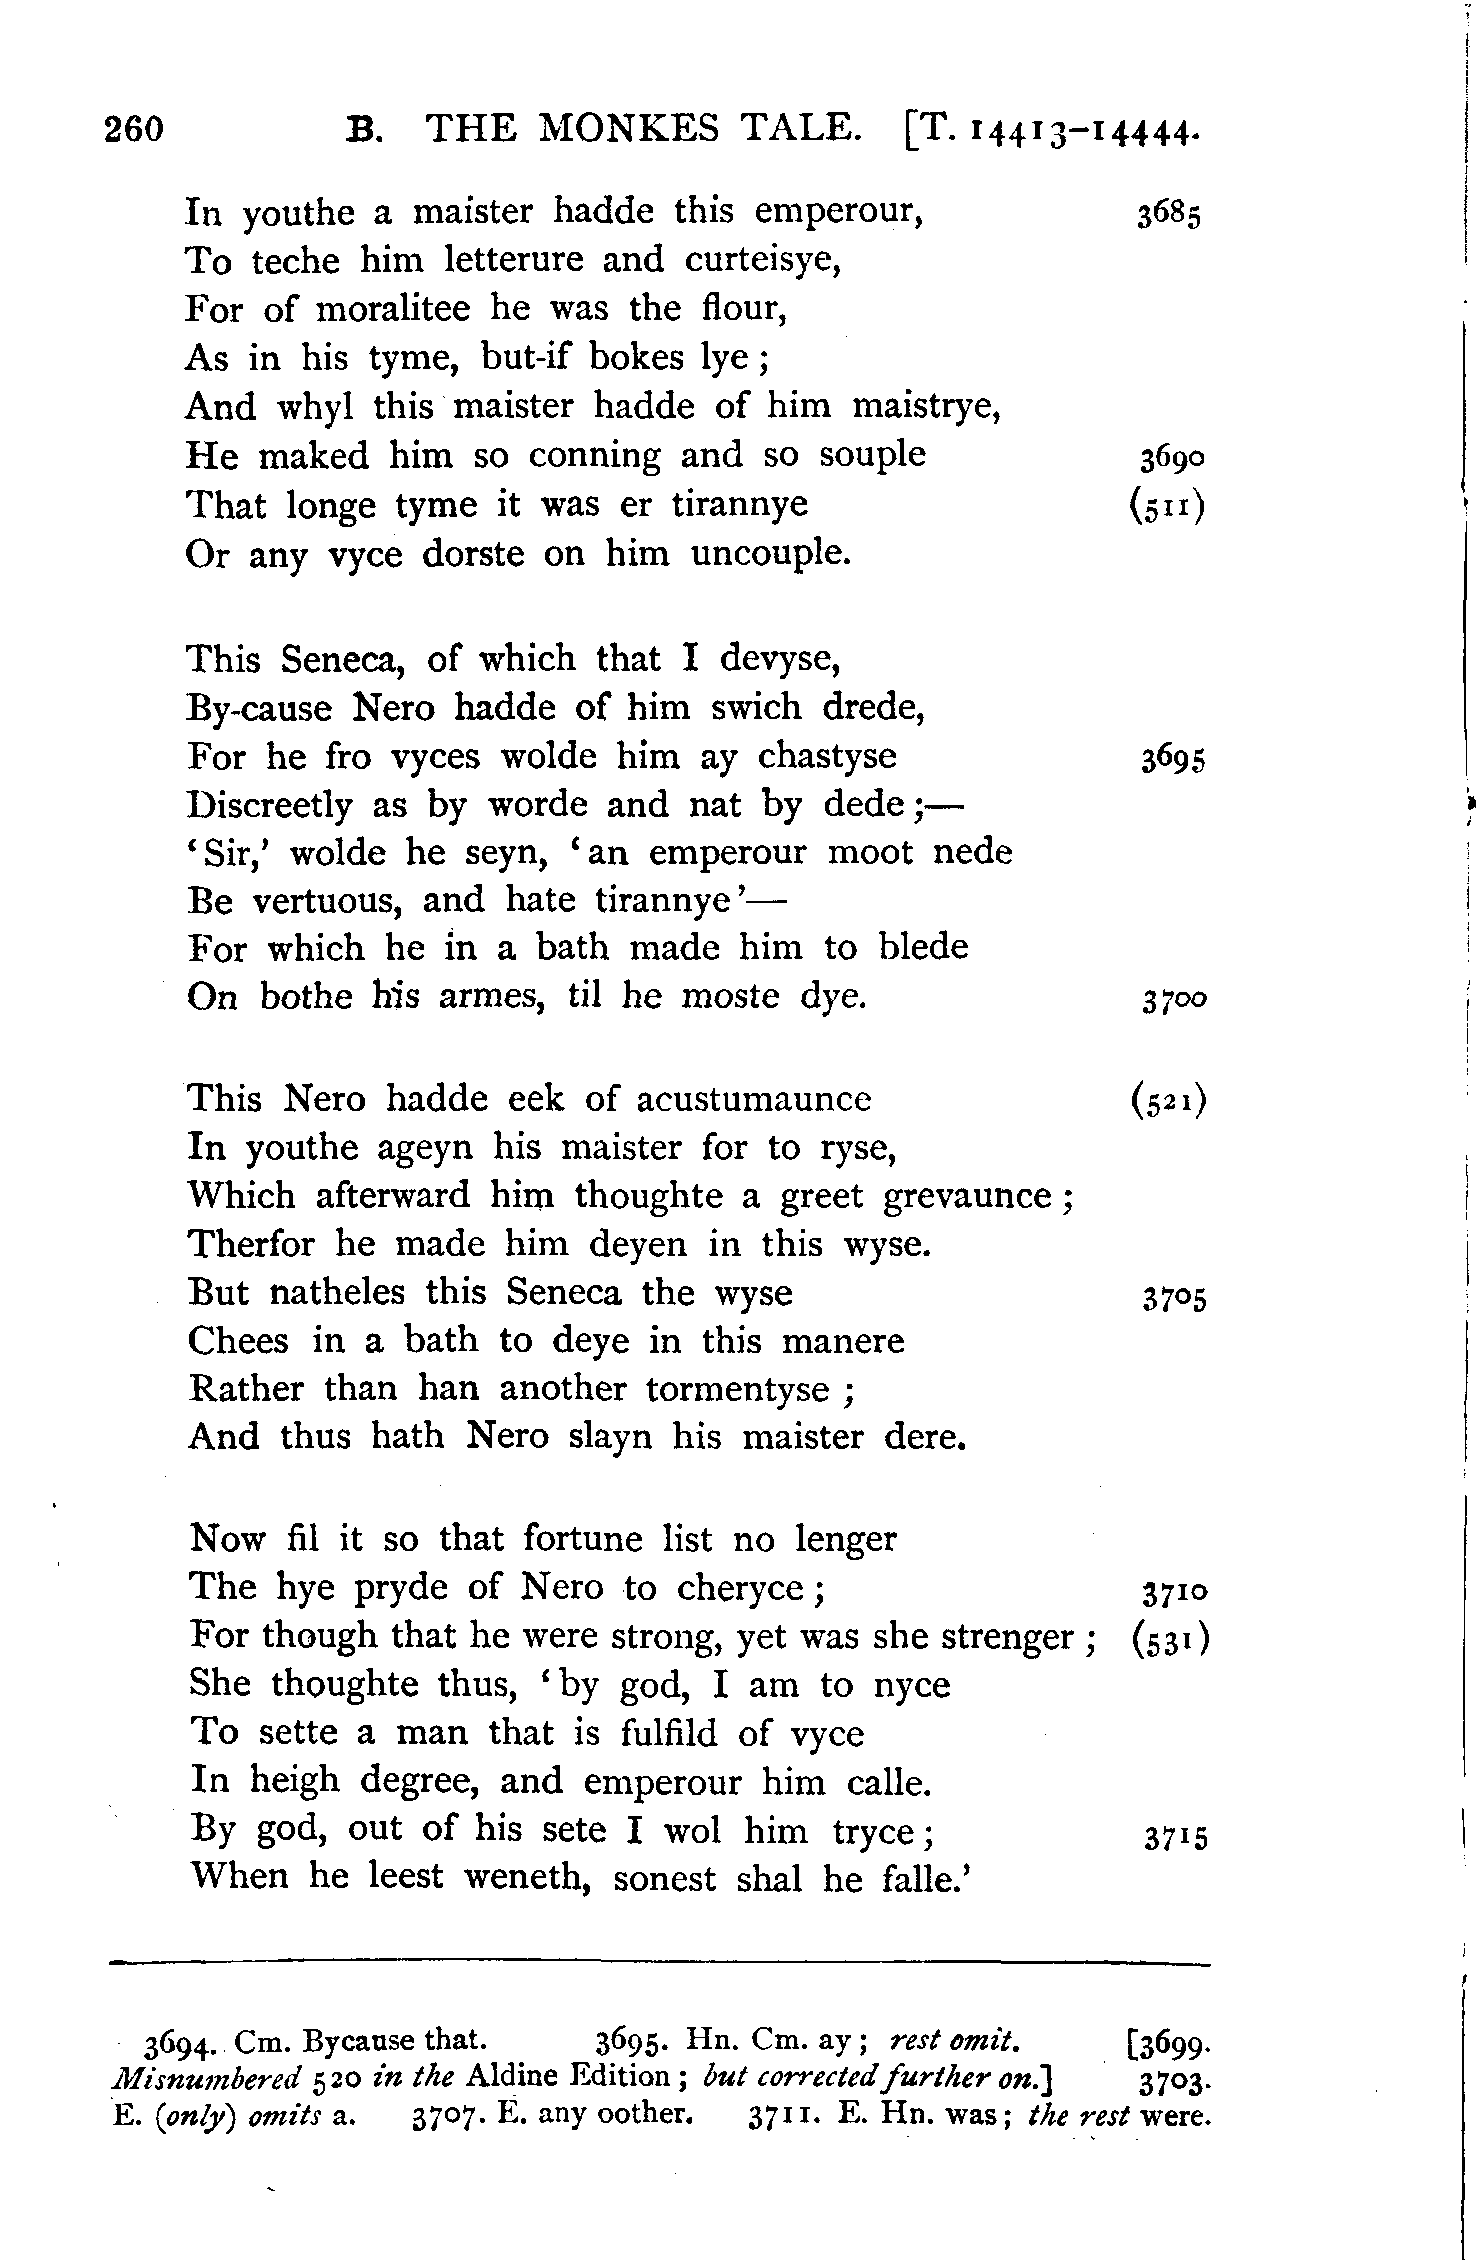 260 B. THE MONKES TALE. [T. 14413-14444.
In youthe a maister hadde this emperour, 3685
To teche him letterure and curteisye,
For of moralitee he was the flour,
As in his tyme, but-if bokes lye ;
And whyl this maister hadde of him maistrye,
He maked him so conning and so souple 3690
That longe tyme it was er tirannye (511)
Or any vyce dorste on him uncouple.
This Seneca, of which that I devyse,
By-cause Nero hadde of him swich drede,
For he fro vyces wolde him ay chastyse 3695
Discreetly as by worde and nat by dede ;—
‘Sir,’ wolde he seyn, ‘an emperour moot nede
Be vertuous, and hate tirannye’—
For which he in a bath made him to blede
On bothe his armes, til he moste dye. 3700
This Nero hadde eek of acustumaunce (521)
In youthe ageyn his maister for to ryse,
Which afterward him thoughte a greet grevaunce ;
Therfor he made him deyen in this wyse.
But natheles this Seneca the wyse 3705
Chees in a bath to deye in this manere
Rather than han another tormentyse ;
And thus hath Nero slayn his maister dere.
Now fil it so that fortune list no lenger
The hye pryde of Nero to cheryce ; 3710
For though that he were strong, yet was she strenger ; (531)
She thoughte thus, ‘by god, I am to nyce
To sette a man that is fulfild of vyce
In heigh degree, and emperour him calle.
By god, out of his sete I wol him tryce ; 3715
When he leest weneth, sonest shal he falle.’
3694. Cm. Bycause that. 3695. Hn. Cm. ay ; rest omit. [3699.
Misnumbered 520 in the Aldine Edition ; but corrected further on.] 3703.
E. (only) omits a. 3707. E. any oother. 3711. E. Hn. was ; the rest were.